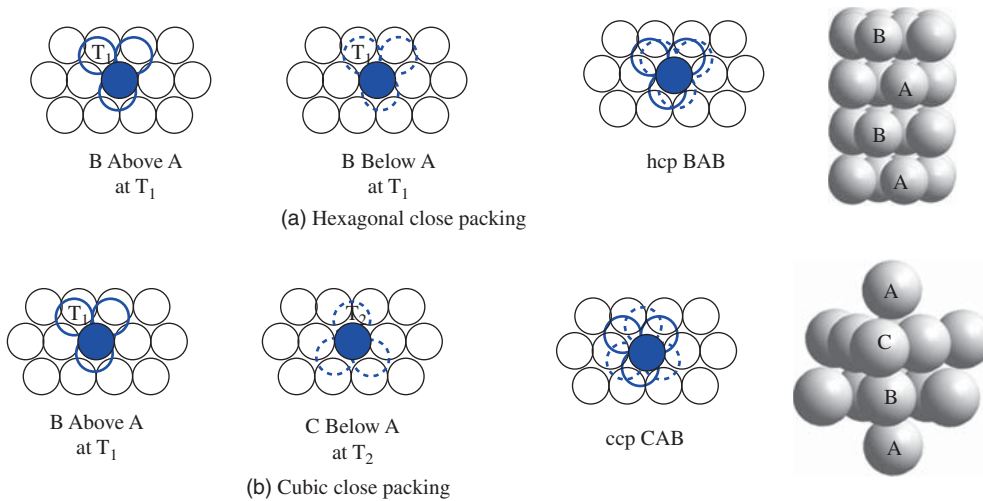 T₁
T₁
B
A
B
A
B Above A
at T₁
B Below A
at T₁
hcp BAB
(a) Hexagonal close packing
T₁
T₂
A
C
B
A
B Above A
at T₁
C Below A
at T₂
ccp CAB
(b) Cubic close packing